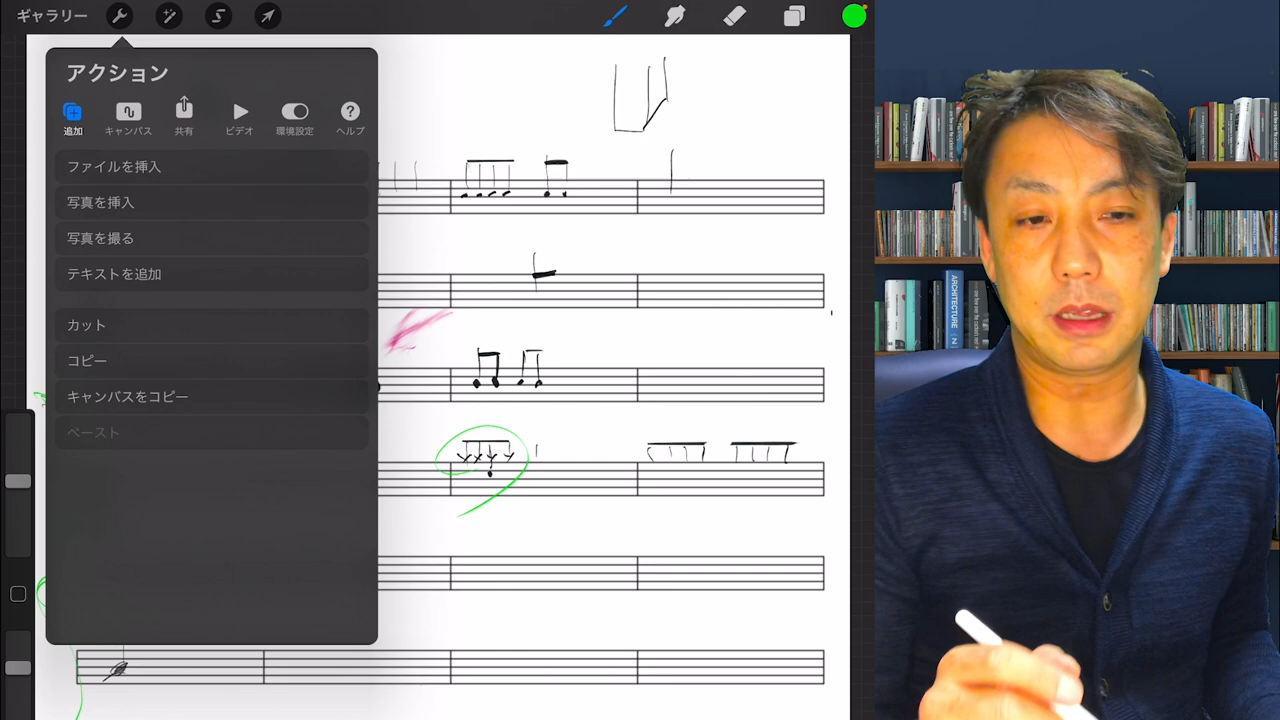 ギャラリー
アクション
追加 キャンバス 共有 ビデオ 環境設定 ヘルプ
ファイルを挿入
写真を挿入
写真を撮る
テキストを追加
カット
コピー
キャンバスをコピー
ペースト
ARCHITECTURE